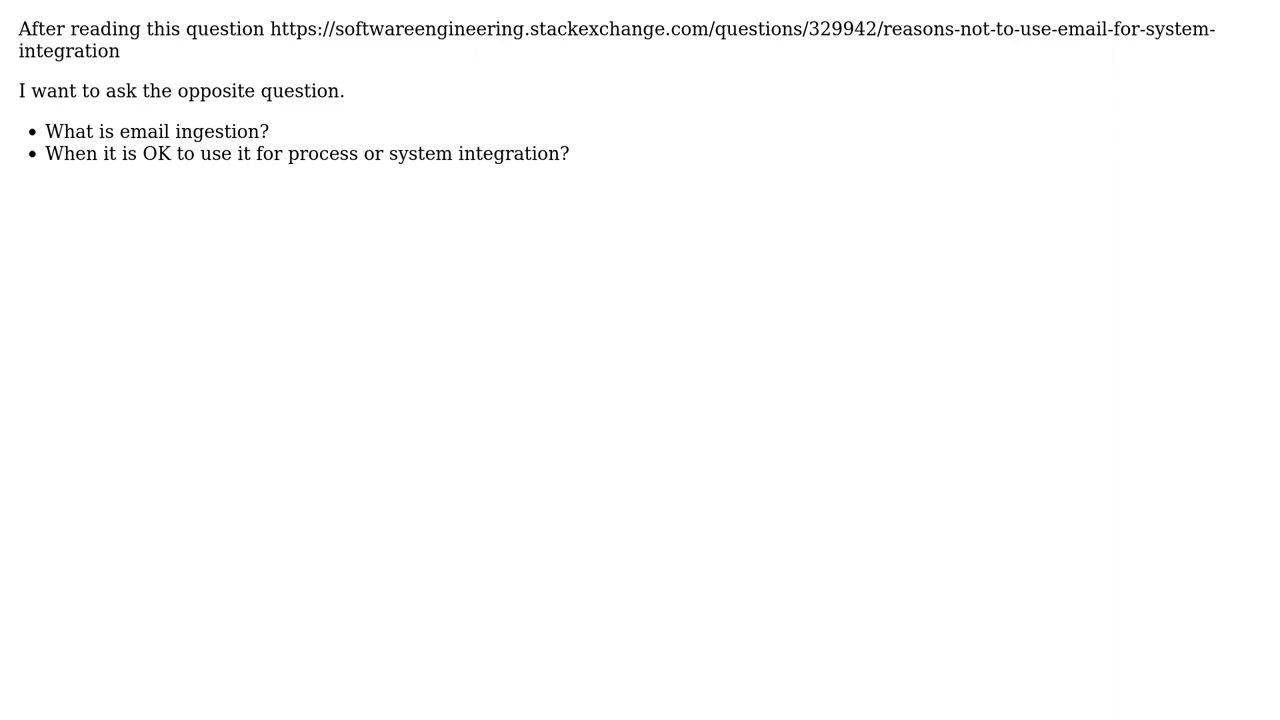 After reading this question https://softwareengineering.stackexchange.com/questions/329942/reasons-not-to-use-email-for-system-
integration
I want to ask the opposite question.
• What is email ingestion?
• When it is OK to use it for process or system integration?